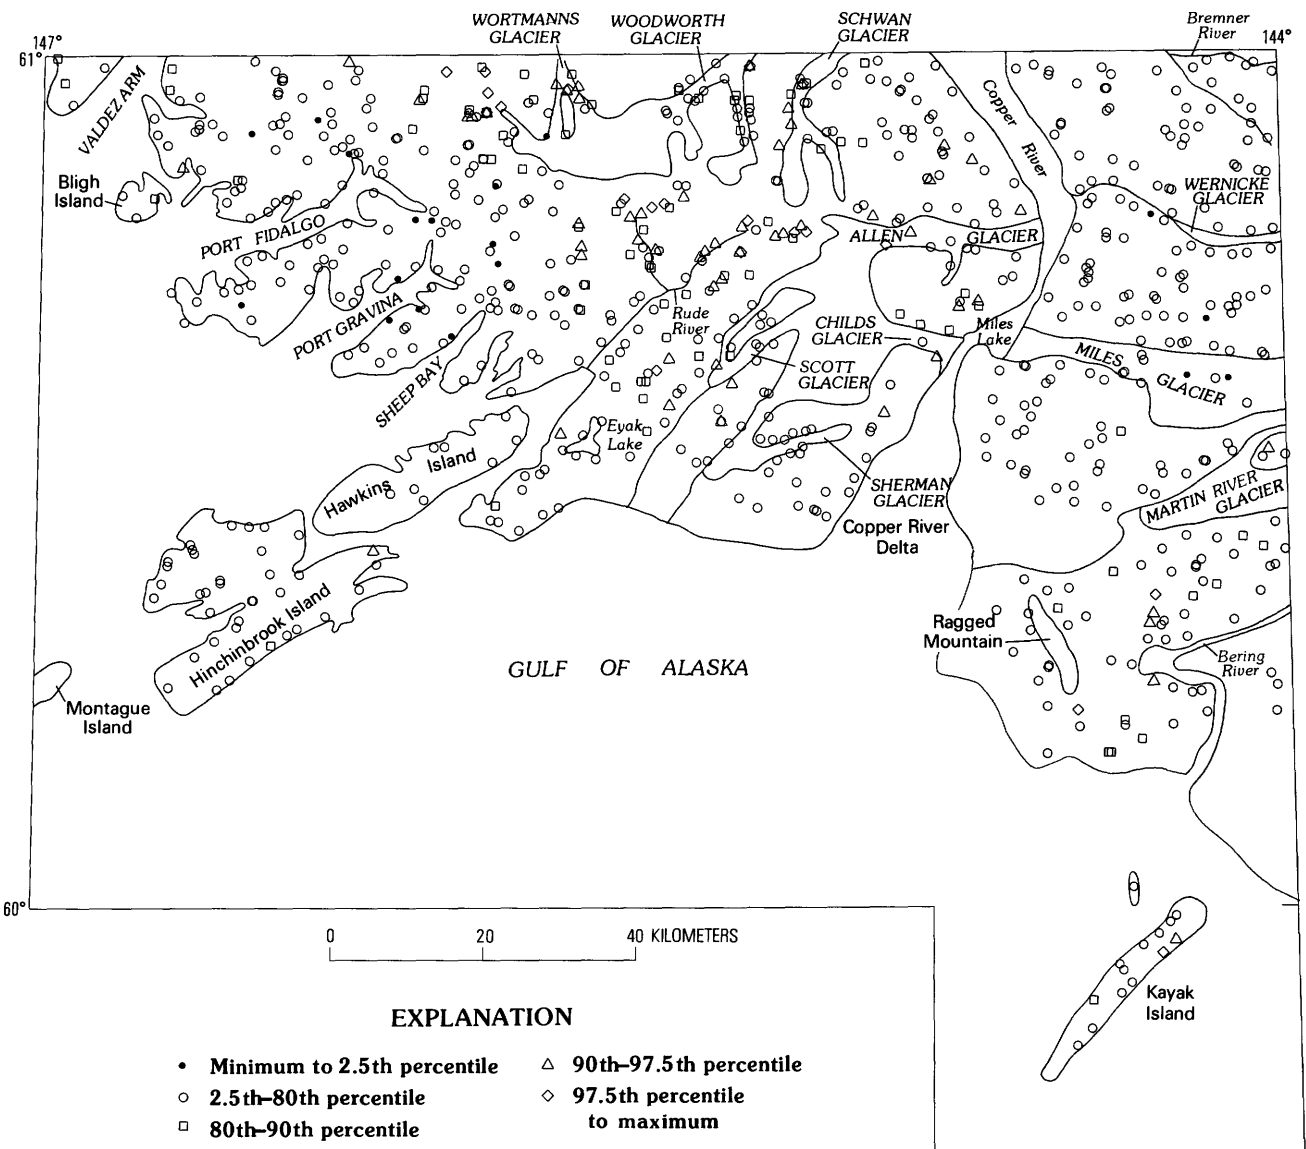 WORTMANNS
GLACIER
WOODWORTH
GLACIER
SCHWAN
GLACIER
Bremner
River
147°
144°
61°
VALDEZ ARM
Copper River
Bligh
Island
WERNICKE
GLACIER
PORT FIDALGO
ALLEN GLACIER
PORT GRAVINA
Rude
River
CHILDS
GLACIER
Miles
Lake
MILES GLACIER
SCOTT
GLACIER
SHEEP BAY
Eyak
Lake
Hawkins Island
SHERMAN
GLACIER
MARTIN RIVER
GLACIER
Copper River
Delta
Hinchinbrook Island
Ragged
Mountain
GULF OF ALASKA
Bering
River
Montague
Island
60°
0 20 40 KILOMETERS
Kayak
Island
EXPLANATION
Minimum to 2.5th percentile
2.5th–80th percentile
80th–90th percentile
90th–97.5th percentile
97.5th percentile
to maximum